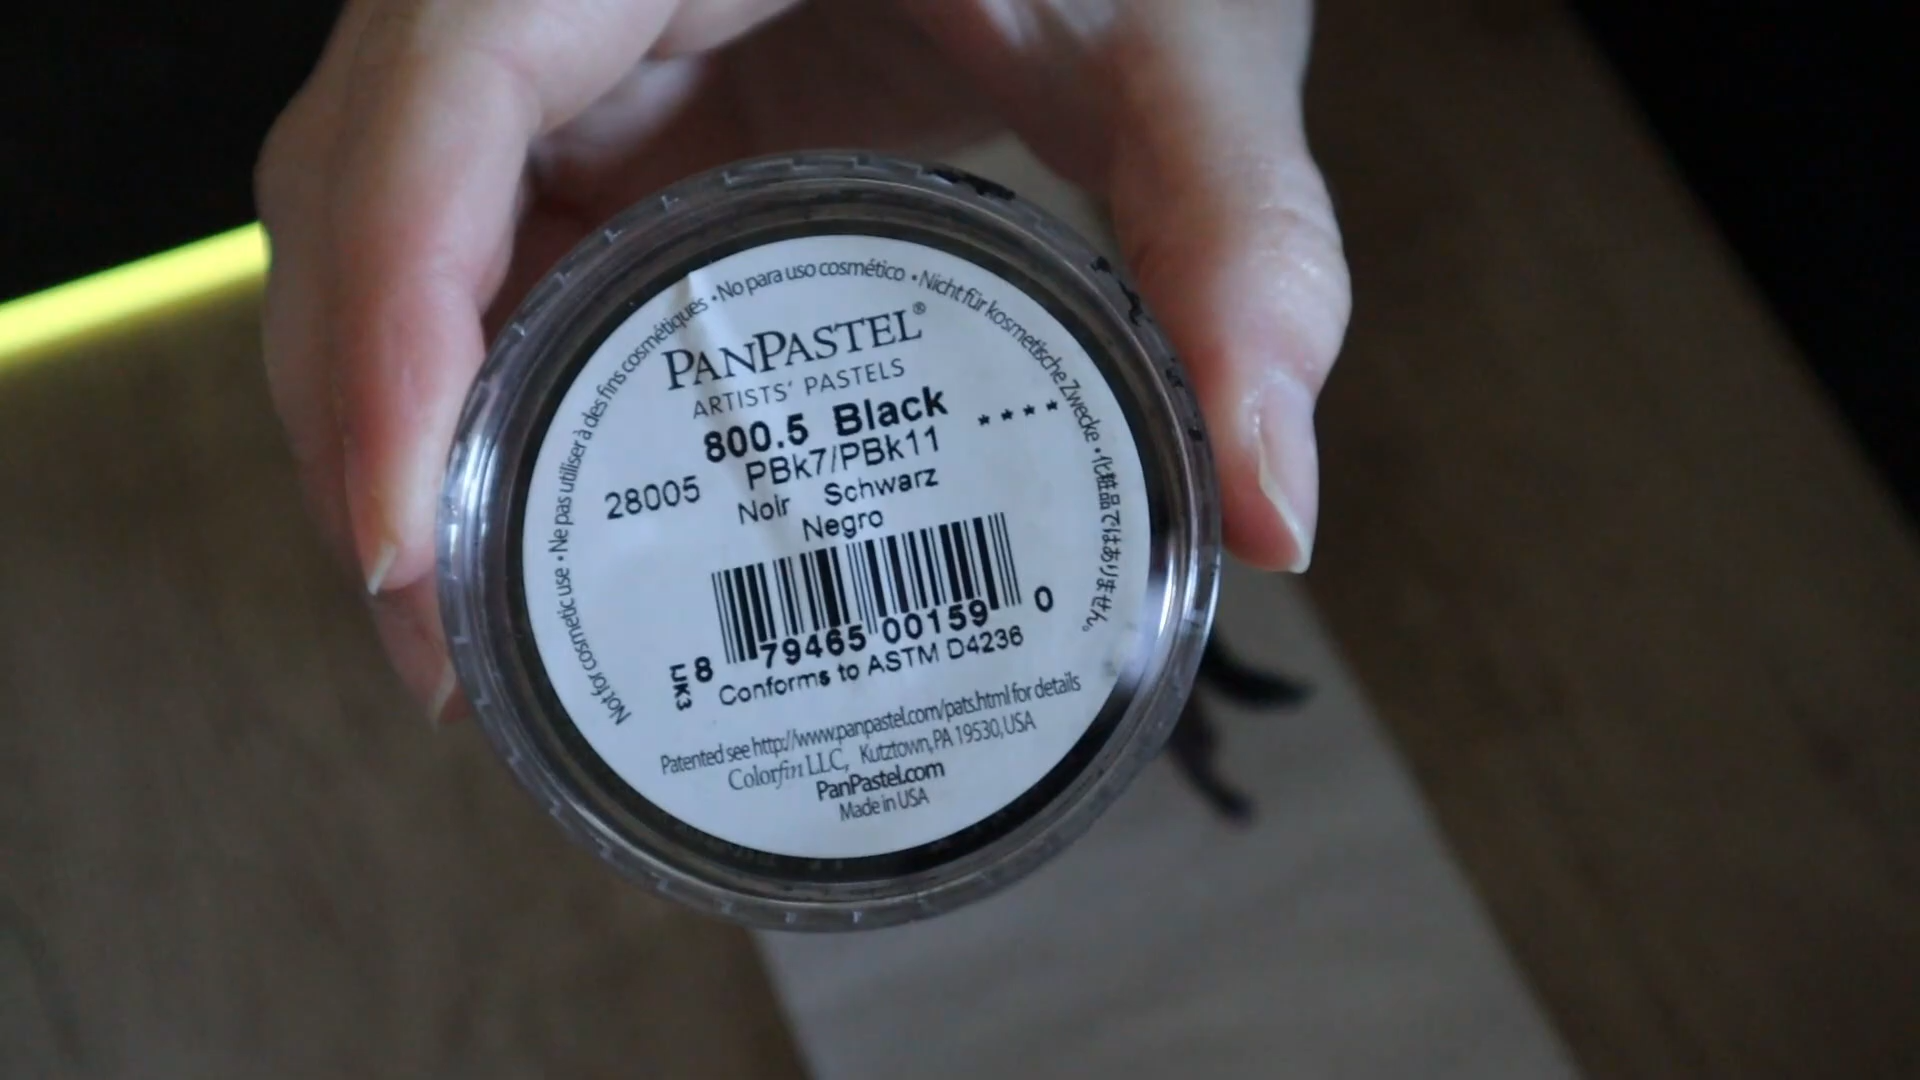 Not for cosmetic use • Ne pas utiliser à des fins cosmétiques • No para uso cosmético • Nicht für kosmetische Zwecke • 化粧品ではありません。
PANPASTEL®
ARTISTS' PASTELS
800.5 Black ****
PBk7/PBk11
28005
Noir Schwarz
Negro
8 79465 00159 0
UK3
Conforms to ASTM D4236
Patented see http://www.panpastel.com/pats.html for details
Colorfin LLC, Kutztown, PA 19530, USA
PanPastel.com
Made in USA